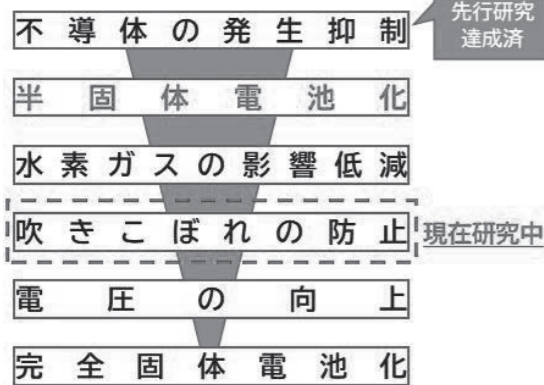 先行研究
達成済
不導体の発生抑制
半固体電池化
水素ガスの影響低減
吹きこぼれの防止
現在研究中
電圧の向上
完全固体電池化